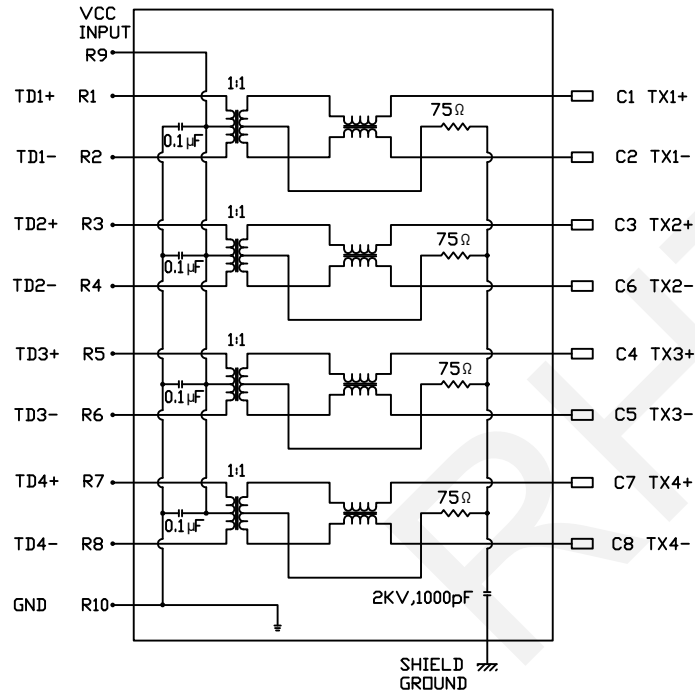 VCC
INPUT
R9
1:1
TD1+ R1
75Ω
C1 TX1+
0.1µF
TD1- R2
C2 TX1-
1:1
TD2+ R3
75Ω
C3 TX2+
0.1µF
TD2- R4
C6 TX2-
1:1
TD3+ R5
75Ω
C4 TX3+
0.1µF
TD3- R6
C5 TX3-
1:1
TD4+ R7
75Ω
C7 TX4+
0.1µF
TD4- R8
C8 TX4-
2KV,1000pF
GND R10
SHIELD
GROUND